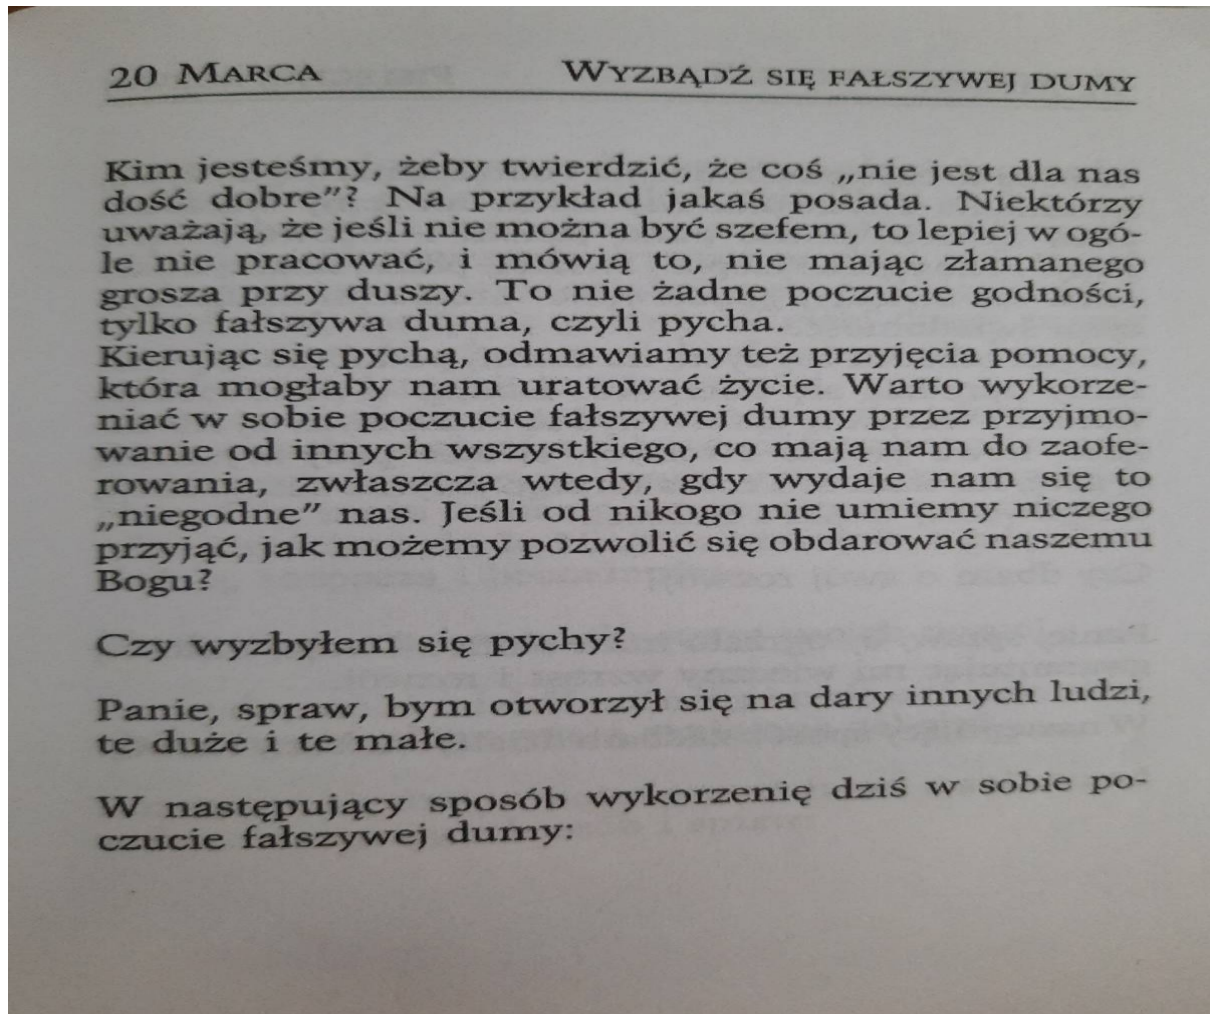 20 Marca Wyzbądź się fałszywej dumy
Kim jesteśmy, żeby twierdzić, że coś „nie jest dla nas
dość dobre”? Na przykład jakaś posada. Niektórzy
uważają, że jeśli nie można być szefem, to lepiej w ogó-
le nie pracować, i mówią to, nie mając złamanego
grosza przy duszy. To nie żadne poczucie godności,
tylko fałszywa duma, czyli pycha.
Kierując się pychą, odmawiamy też przyjęcia pomocy,
która mogłaby nam uratować życie. Warto wykorze-
niać w sobie poczucie fałszywej dumy przez przyjmo-
wanie od innych wszystkiego, co mają nam do zaofe-
rowania, zwłaszcza wtedy, gdy wydaje nam się to
„niegodne” nas. Jeśli od nikogo nie umiemy niczego
przyjąć, jak możemy pozwolić się obdarować naszemu
Bogu?
Czy wyzbyłem się pychy?
Panie, spraw, bym otworzył się na dary innych ludzi,
te duże i te małe.
W następujący sposób wykorzenię dziś w sobie po-
czucie fałszywej dumy: